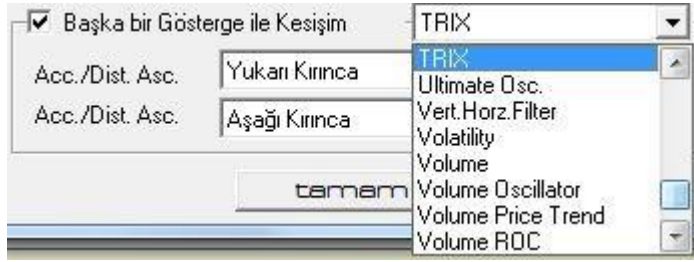 Başka bir Gösterge ile Kesişim
TRIX
Acc./Dist. Asc.
Yukarı Kırınca
Acc./Dist. Asc.
Aşağı Kırınca
tamam
TRIX
Ultimate Osc.
Vert.Horz.Filter
Volatility
Volume
Volume Oscillator
Volume Price Trend
Volume ROC